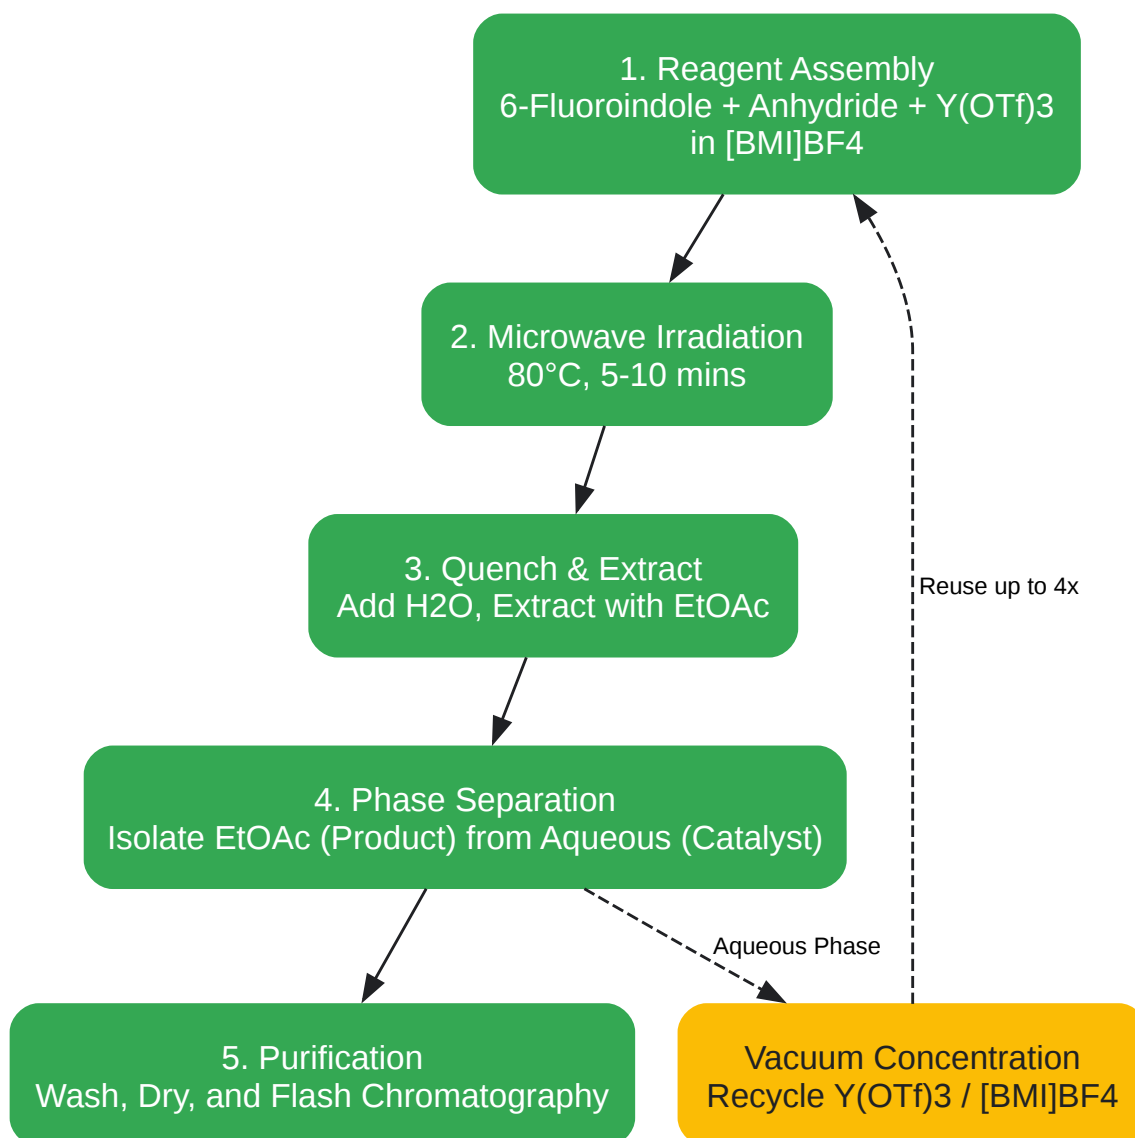 1. Reagent Assembly
6-Fluoroindole + Anhydride + Y(OTf)3
in [BMI]BF4
2. Microwave Irradiation
80°C, 5-10 mins
3. Quench & Extract
Add H2O, Extract with EtOAc
Reuse up to 4x
4. Phase Separation
Isolate EtOAc (Product) from Aqueous (Catalyst)
Aqueous Phase
5. Purification
Wash, Dry, and Flash Chromatography
Vacuum Concentration
Recycle Y(OTf)3 / [BMI]BF4